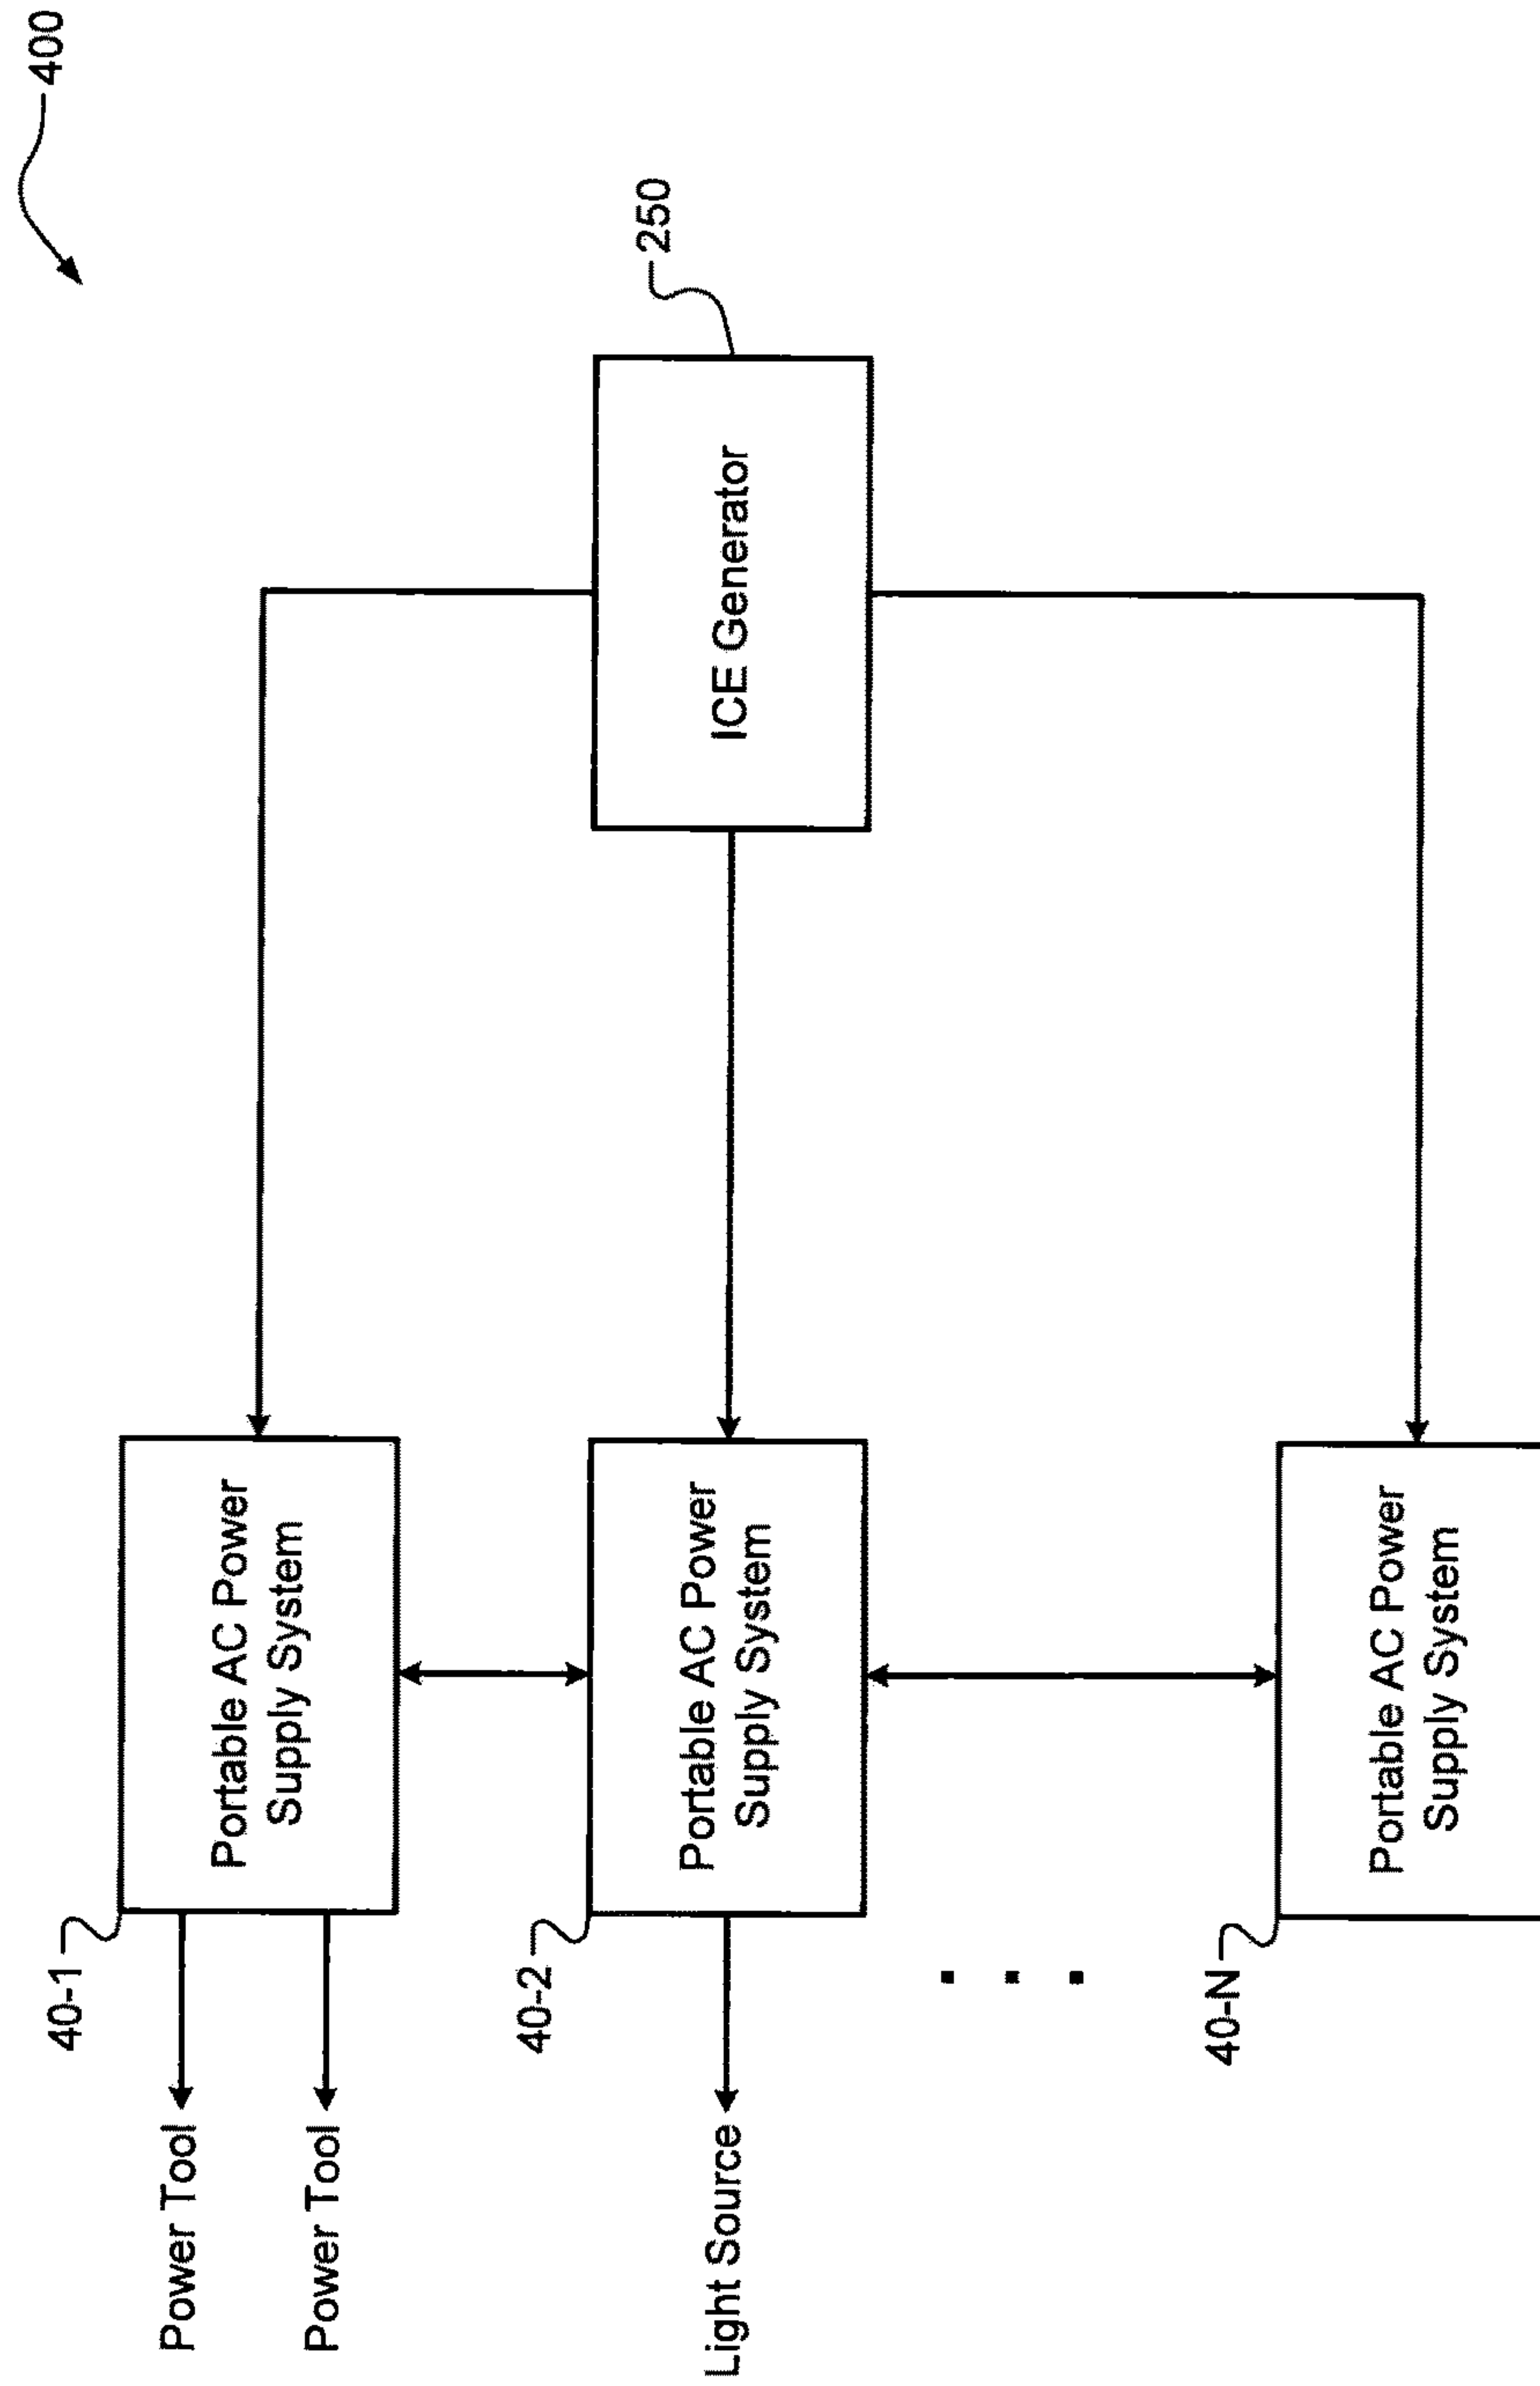 400
250
ICE Generator
40-1
Portable AC Power
Supply System
Power Tool
Power Tool
40-2
Portable AC Power
Supply System
Light Source
40-N
Portable AC Power
Supply System